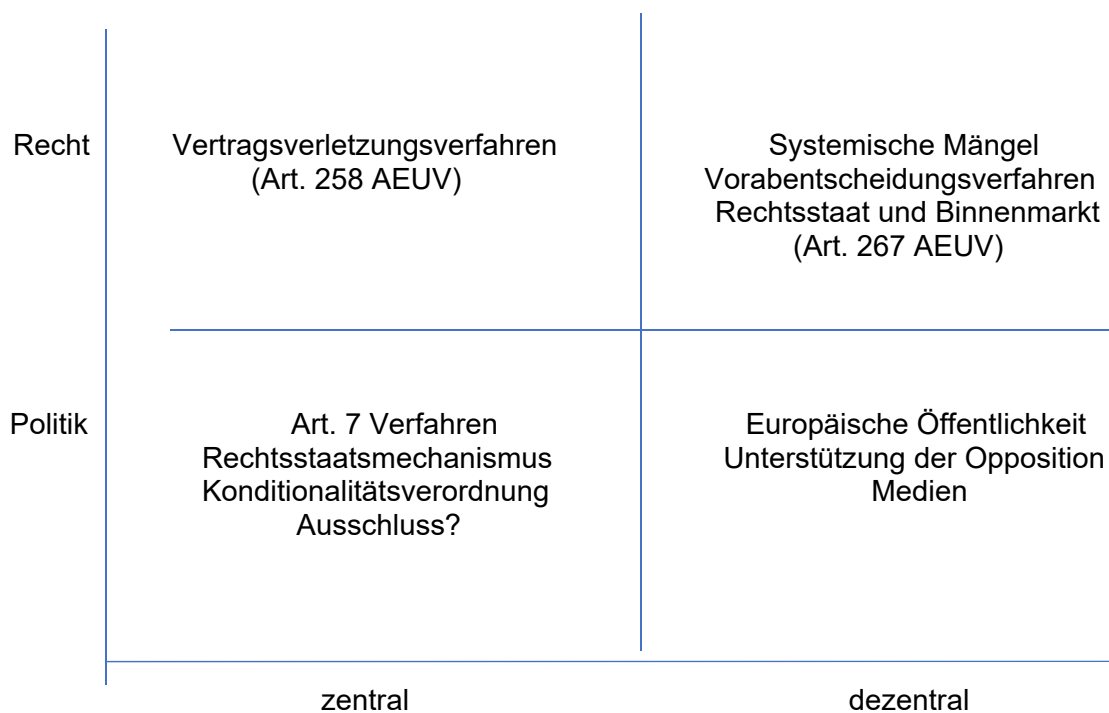 Recht
Vertragsverletzungsverfahren
(Art. 258 AEUV)
Systemische Mängel
Vorabentscheidungsverfahren
Rechtsstaat und Binnenmarkt
(Art. 267 AEUV)
Politik
Art. 7 Verfahren
Rechtsstaatsmechanismus
Konditionalitätsverordnung
Ausschluss?
Europäische Öffentlichkeit
Unterstützung der Opposition
Medien
zentral
dezentral